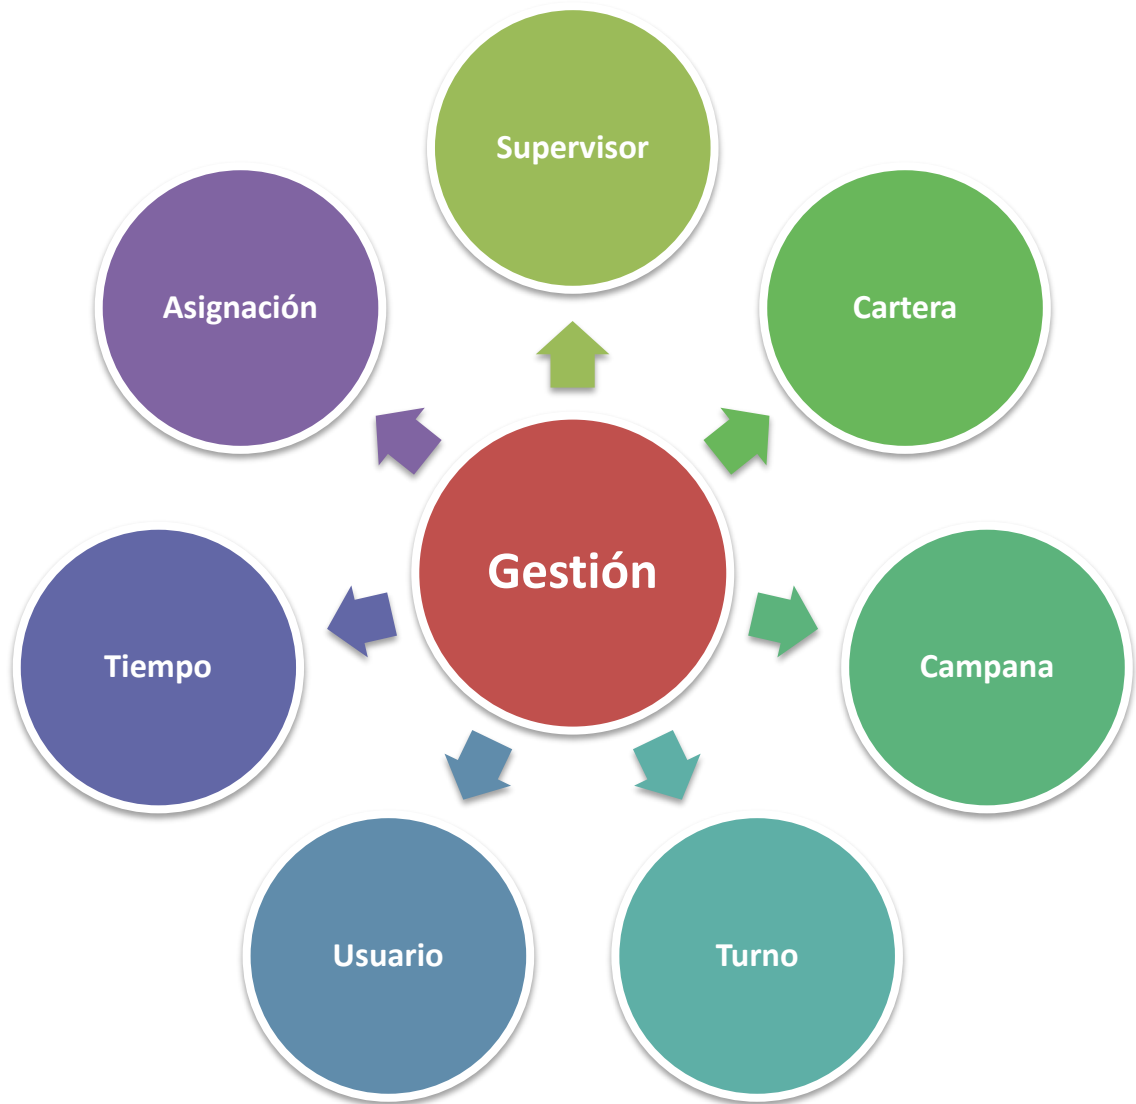 Supervisor
Asignación
Cartera
Gestión
Tiempo
Campana
Usuario
Turno